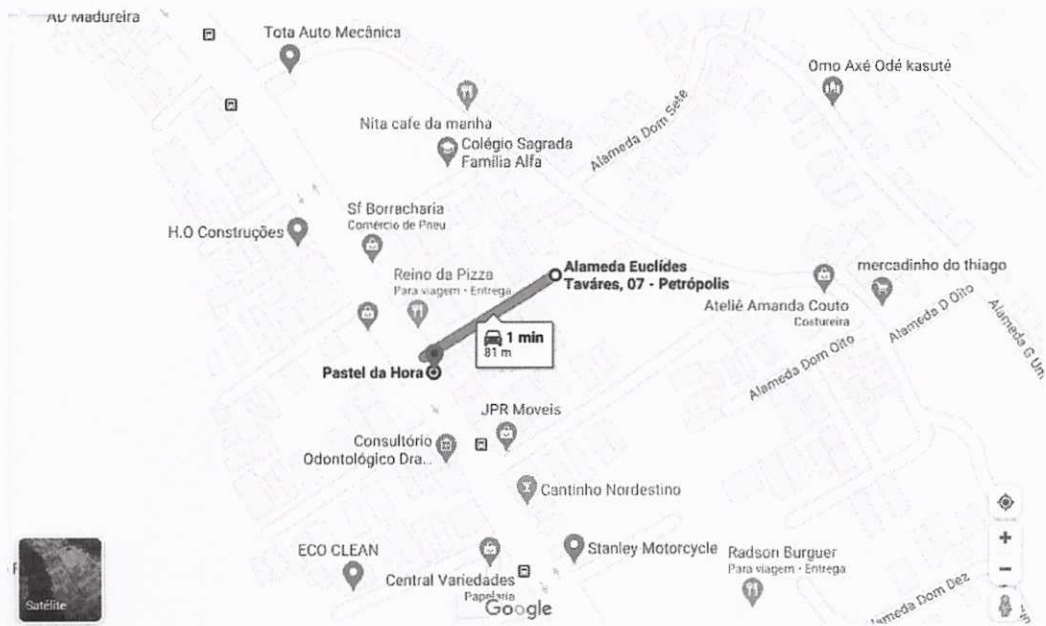 AD Madureira
Tota Auto Mecânica
Omo Axé Odé kasuté
Nita cafe da manha
Alameda Dom Sete
Colégio Sagrada
Família Alfa
Sf Borracharia
Comércio de Pneu
H.O Construções
Reino da Pizza
Para viagem • Entrega
Alameda Euclídes
Taváres, 07 - Petrópolis
mercadinho do thiago
Ateliê Amanda Couto
Costureira
Alameda D Oito
Alameda G Um
1 min
81 m
Alameda Dom Oito
Pastel da Hora
JPR Moveis
Consultório
Odontológico Dra...
Cantinho Nordestino
ECO CLEAN
Stanley Motorcycle
Central Variedades
Papelaria
Radson Burguer
Para viagem • Entrega
Alameda Dom Dez
Satélite
Google